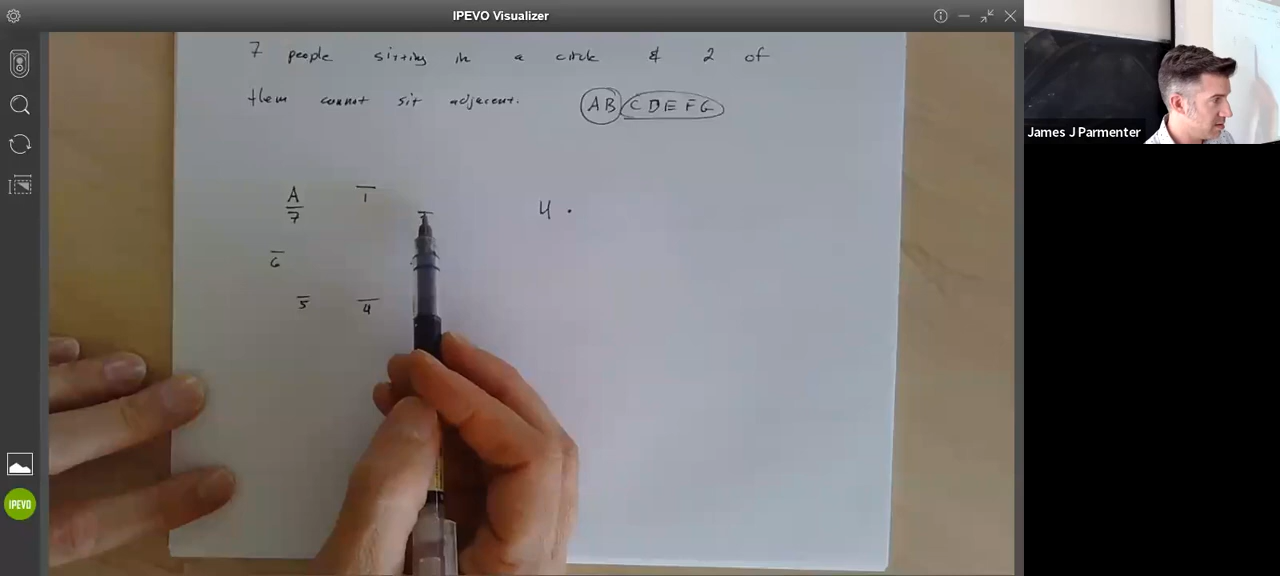 IPEVO Visualizer
7 people sitting in a circle & 2 of
them cannot sit adjacent. AB CDEFG
A
7
1
4 .
6
5
4
James J Parmenter
IPEVO